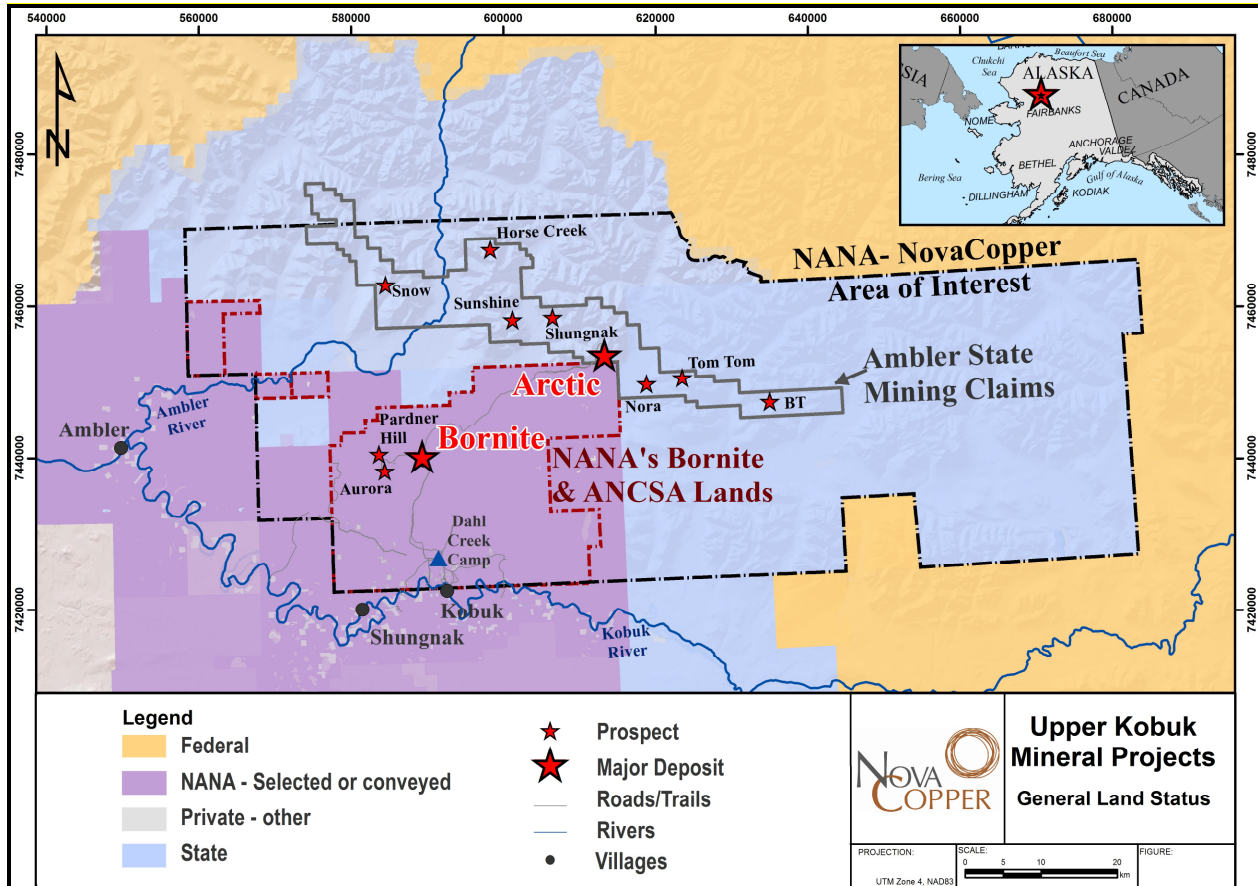 540000 560000 580000 600000 620000 640000 660000 680000
Beaufort Sea
Chukchi
Sea
ALASKA
CANADA
FAIRBANKS
NOME
ANCHORAGE
VALDEZ
BETHEL
Bering Sea
Gulf of Alaska
DILLINGHAM
KODIAK
N
7480000 7480000
7460000 7460000
7440000 7440000
7420000 7420000
Horse Creek
NANA- NovaCopper
Area of Interest
Snow
Sunshine
Shungnak
Tom Tom
Arctic
Nora
BT
Ambler State
Mining Claims
Ambler
River
Ambler
Pardner
Hill
Bornite
Aurora
NANA's Bornite
& ANCSA Lands
Dahl
Creek
Camp
Kobuk
Shungnak
Kobuk
River
Legend
Federal
NANA - Selected or conveyed
Private - other
State
Prospect
Major Deposit
Roads/Trails
Rivers
Villages
NOVA
COPPER
Upper Kobuk
Mineral Projects
General Land Status
PROJECTION:
UTM Zone 4, NAD83
SCALE:
0 5 10 20
km
FIGURE: